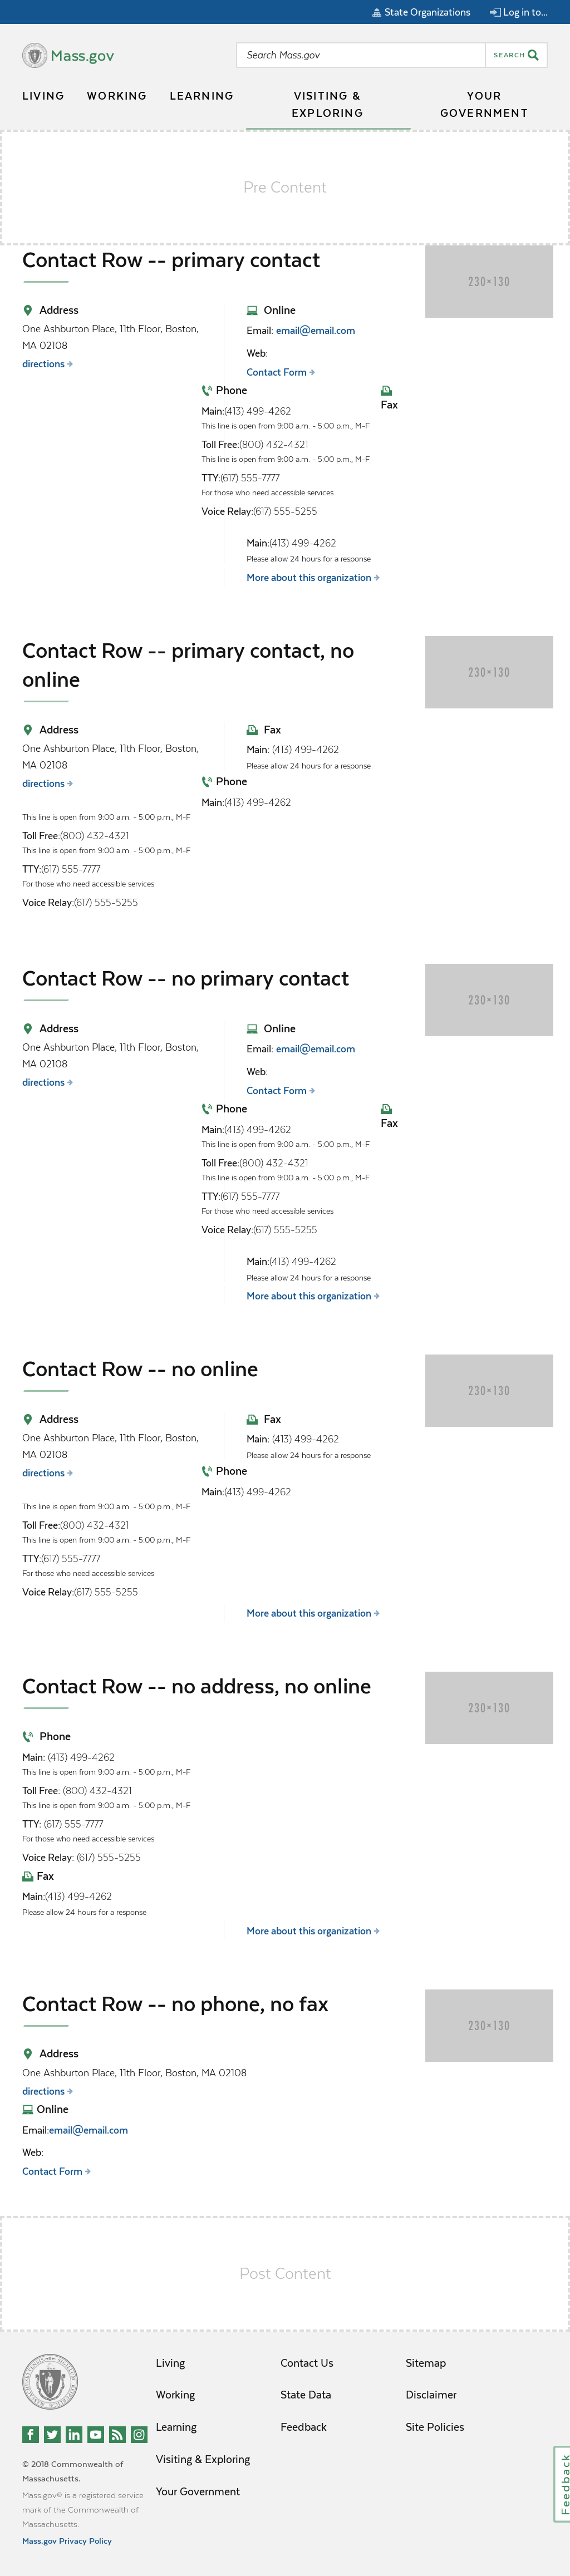 State Organizations
Log in to...
Mass.gov
Search Mass.gov
SEARCH
LIVING
WORKING
LEARNING
VISITING &
EXPLORING
YOUR
GOVERNMENT
Pre Content
Contact Row -- primary contact
230×130
Address
One Ashburton Place, 11th Floor, Boston,
MA 02108
directions
Online
Email: email@email.com
Web:
Contact Form
Phone
Main:(413) 499-4262
This line is open from 9:00 a.m. - 5:00 p.m., M-F
Toll Free:(800) 432-4321
This line is open from 9:00 a.m. - 5:00 p.m., M-F
TTY:(617) 555-7777
For those who need accessible services
Voice Relay:(617) 555-5255
Fax
Main:(413) 499-4262
Please allow 24 hours for a response
More about this organization
Contact Row -- primary contact, no
online
230×130
Address
One Ashburton Place, 11th Floor, Boston,
MA 02108
directions
Fax
Main: (413) 499-4262
Please allow 24 hours for a response
Phone
Main:(413) 499-4262
This line is open from 9:00 a.m. - 5:00 p.m., M-F
Toll Free:(800) 432-4321
This line is open from 9:00 a.m. - 5:00 p.m., M-F
TTY:(617) 555-7777
For those who need accessible services
Voice Relay:(617) 555-5255
Contact Row -- no primary contact
230×130
Address
One Ashburton Place, 11th Floor, Boston,
MA 02108
directions
Online
Email: email@email.com
Web:
Contact Form
Phone
Main:(413) 499-4262
This line is open from 9:00 a.m. - 5:00 p.m., M-F
Toll Free:(800) 432-4321
This line is open from 9:00 a.m. - 5:00 p.m., M-F
TTY:(617) 555-7777
For those who need accessible services
Voice Relay:(617) 555-5255
Fax
Main:(413) 499-4262
Please allow 24 hours for a response
More about this organization
Contact Row -- no online
230×130
Address
One Ashburton Place, 11th Floor, Boston,
MA 02108
directions
Fax
Main: (413) 499-4262
Please allow 24 hours for a response
Phone
Main:(413) 499-4262
This line is open from 9:00 a.m. - 5:00 p.m., M-F
Toll Free:(800) 432-4321
This line is open from 9:00 a.m. - 5:00 p.m., M-F
TTY:(617) 555-7777
For those who need accessible services
Voice Relay:(617) 555-5255
More about this organization
Contact Row -- no address, no online
230×130
Phone
Main: (413) 499-4262
This line is open from 9:00 a.m. - 5:00 p.m., M-F
Toll Free: (800) 432-4321
This line is open from 9:00 a.m. - 5:00 p.m., M-F
TTY: (617) 555-7777
For those who need accessible services
Voice Relay: (617) 555-5255
Fax
Main:(413) 499-4262
Please allow 24 hours for a response
More about this organization
Contact Row -- no phone, no fax
230×130
Address
One Ashburton Place, 11th Floor, Boston, MA 02108
directions
Online
Email:email@email.com
Web:
Contact Form
Post Content
Living
Working
Learning
Visiting & Exploring
Your Government
Contact Us
State Data
Feedback
Sitemap
Disclaimer
Site Policies
© 2018 Commonwealth of
Massachusetts.
Mass.gov® is a registered service
mark of the Commonwealth of
Massachusetts.
Mass.gov Privacy Policy
Feedback